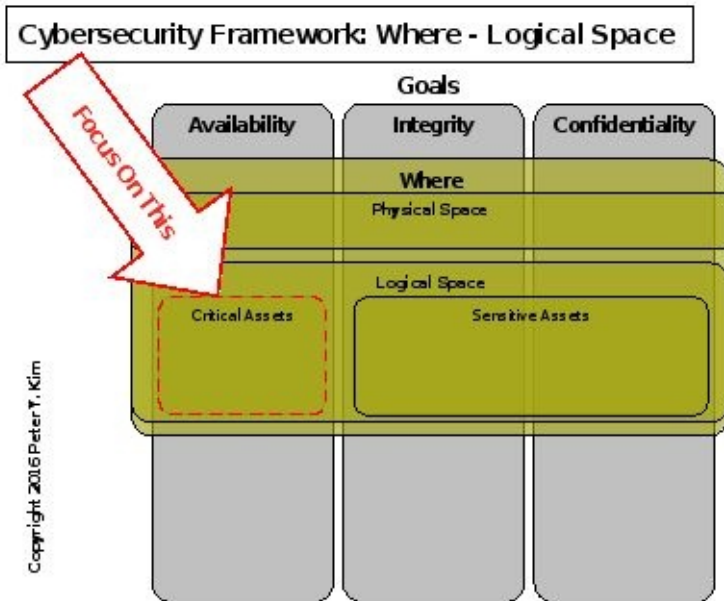 Cybersecurity Framework: Where - Logical Space
Goals
Focus On This
Availability
Integrity
Confidentiality
Where
Physical Space
Logical Space
Critical Assets
Sensitive Assets
Copyright 2016 Peter T. Kim